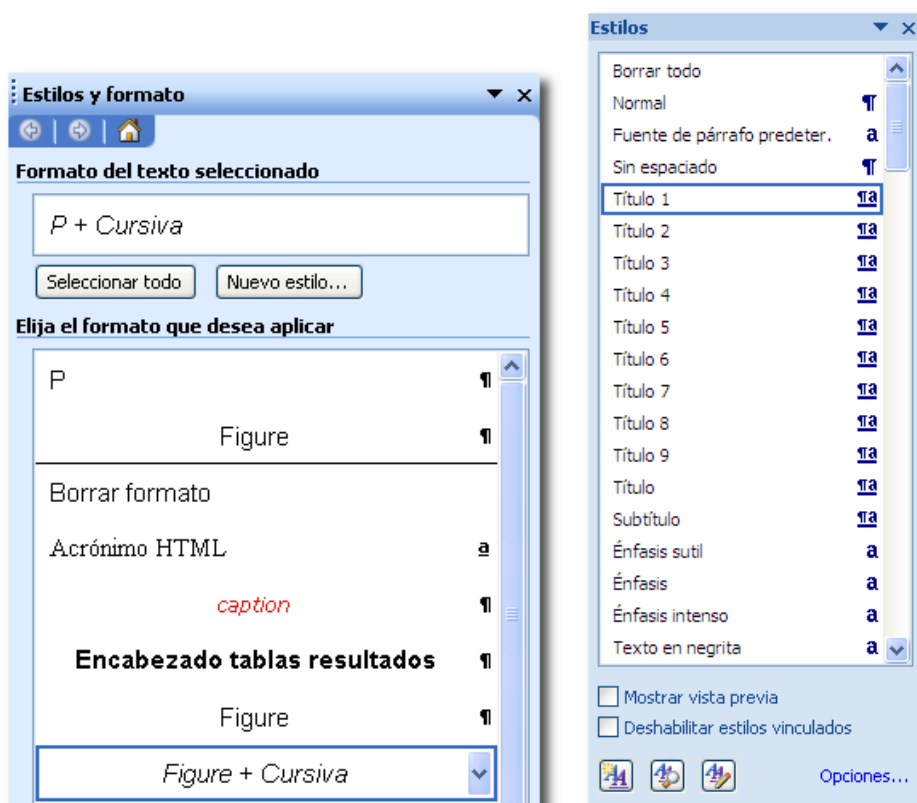 Estilos y formato
Formato del texto seleccionado
P + Cursiva
Seleccionar todo
Nuevo estilo...
Elija el formato que desea aplicar
P ¶
Figure ¶
Borrar formato
Acrónimo HTML a
caption ¶
Encabezado tablas resultados ¶
Figure ¶
Figure + Cursiva
Estilos
Borrar todo
Normal ¶
Fuente de párrafo predeter. a
Sin espaciado ¶
Título 1 ¶a
Título 2 ¶a
Título 3 ¶a
Título 4 ¶a
Título 5 ¶a
Título 6 ¶a
Título 7 ¶a
Título 8 ¶a
Título 9 ¶a
Título ¶a
Subtítulo ¶a
Énfasis sutil a
Énfasis a
Énfasis intenso a
Texto en negrita a
Mostrar vista previa
Deshabilitar estilos vinculados
Opciones...